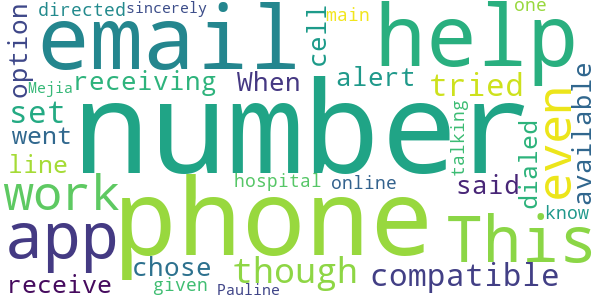 directed sincerely main one
option email cell help
Mejia receiving When alert tried
set number even available
went line talking dialed
work hospital online said know
app phone This
chose though compatible
receive given Pauline